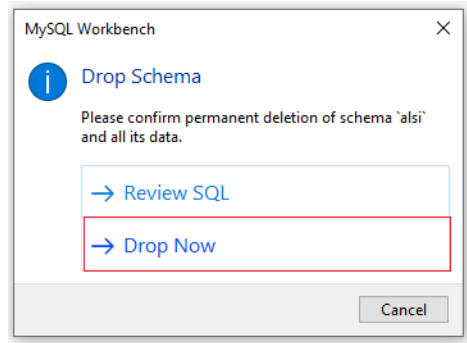 MySQL Workbench
Drop Schema
Please confirm permanent deletion of schema `alsi`
and all its data.
→ Review SQL
→ Drop Now
Cancel